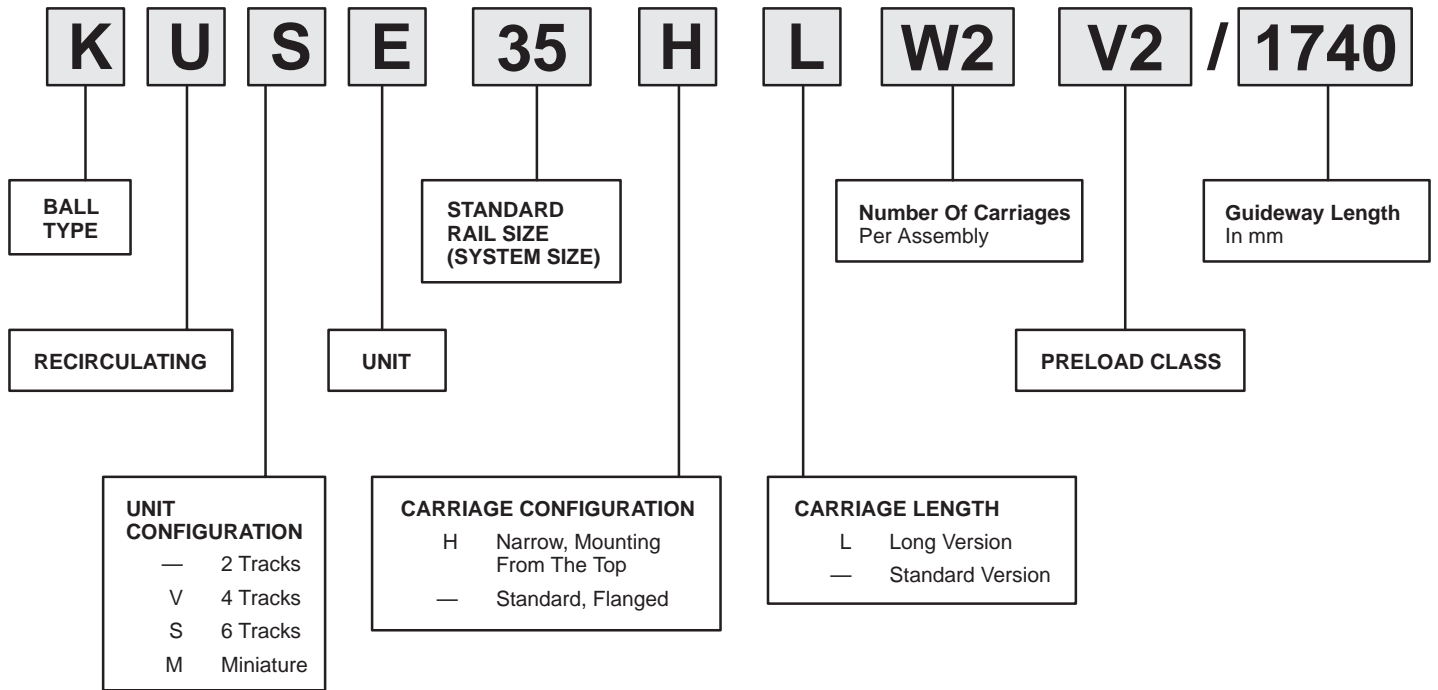 K U S E 35 H L W2 V2 / 1740
BALL
TYPE
STANDARD
RAIL SIZE
(SYSTEM SIZE)
Number Of Carriages
Per Assembly
Guideway Length
In mm
RECIRCULATING
UNIT
PRELOAD CLASS
UNIT
CONFIGURATION
— 2 Tracks
V 4 Tracks
S 6 Tracks
M Miniature
CARRIAGE CONFIGURATION
H Narrow, Mounting
From The Top
— Standard, Flanged
CARRIAGE LENGTH
L Long Version
— Standard Version